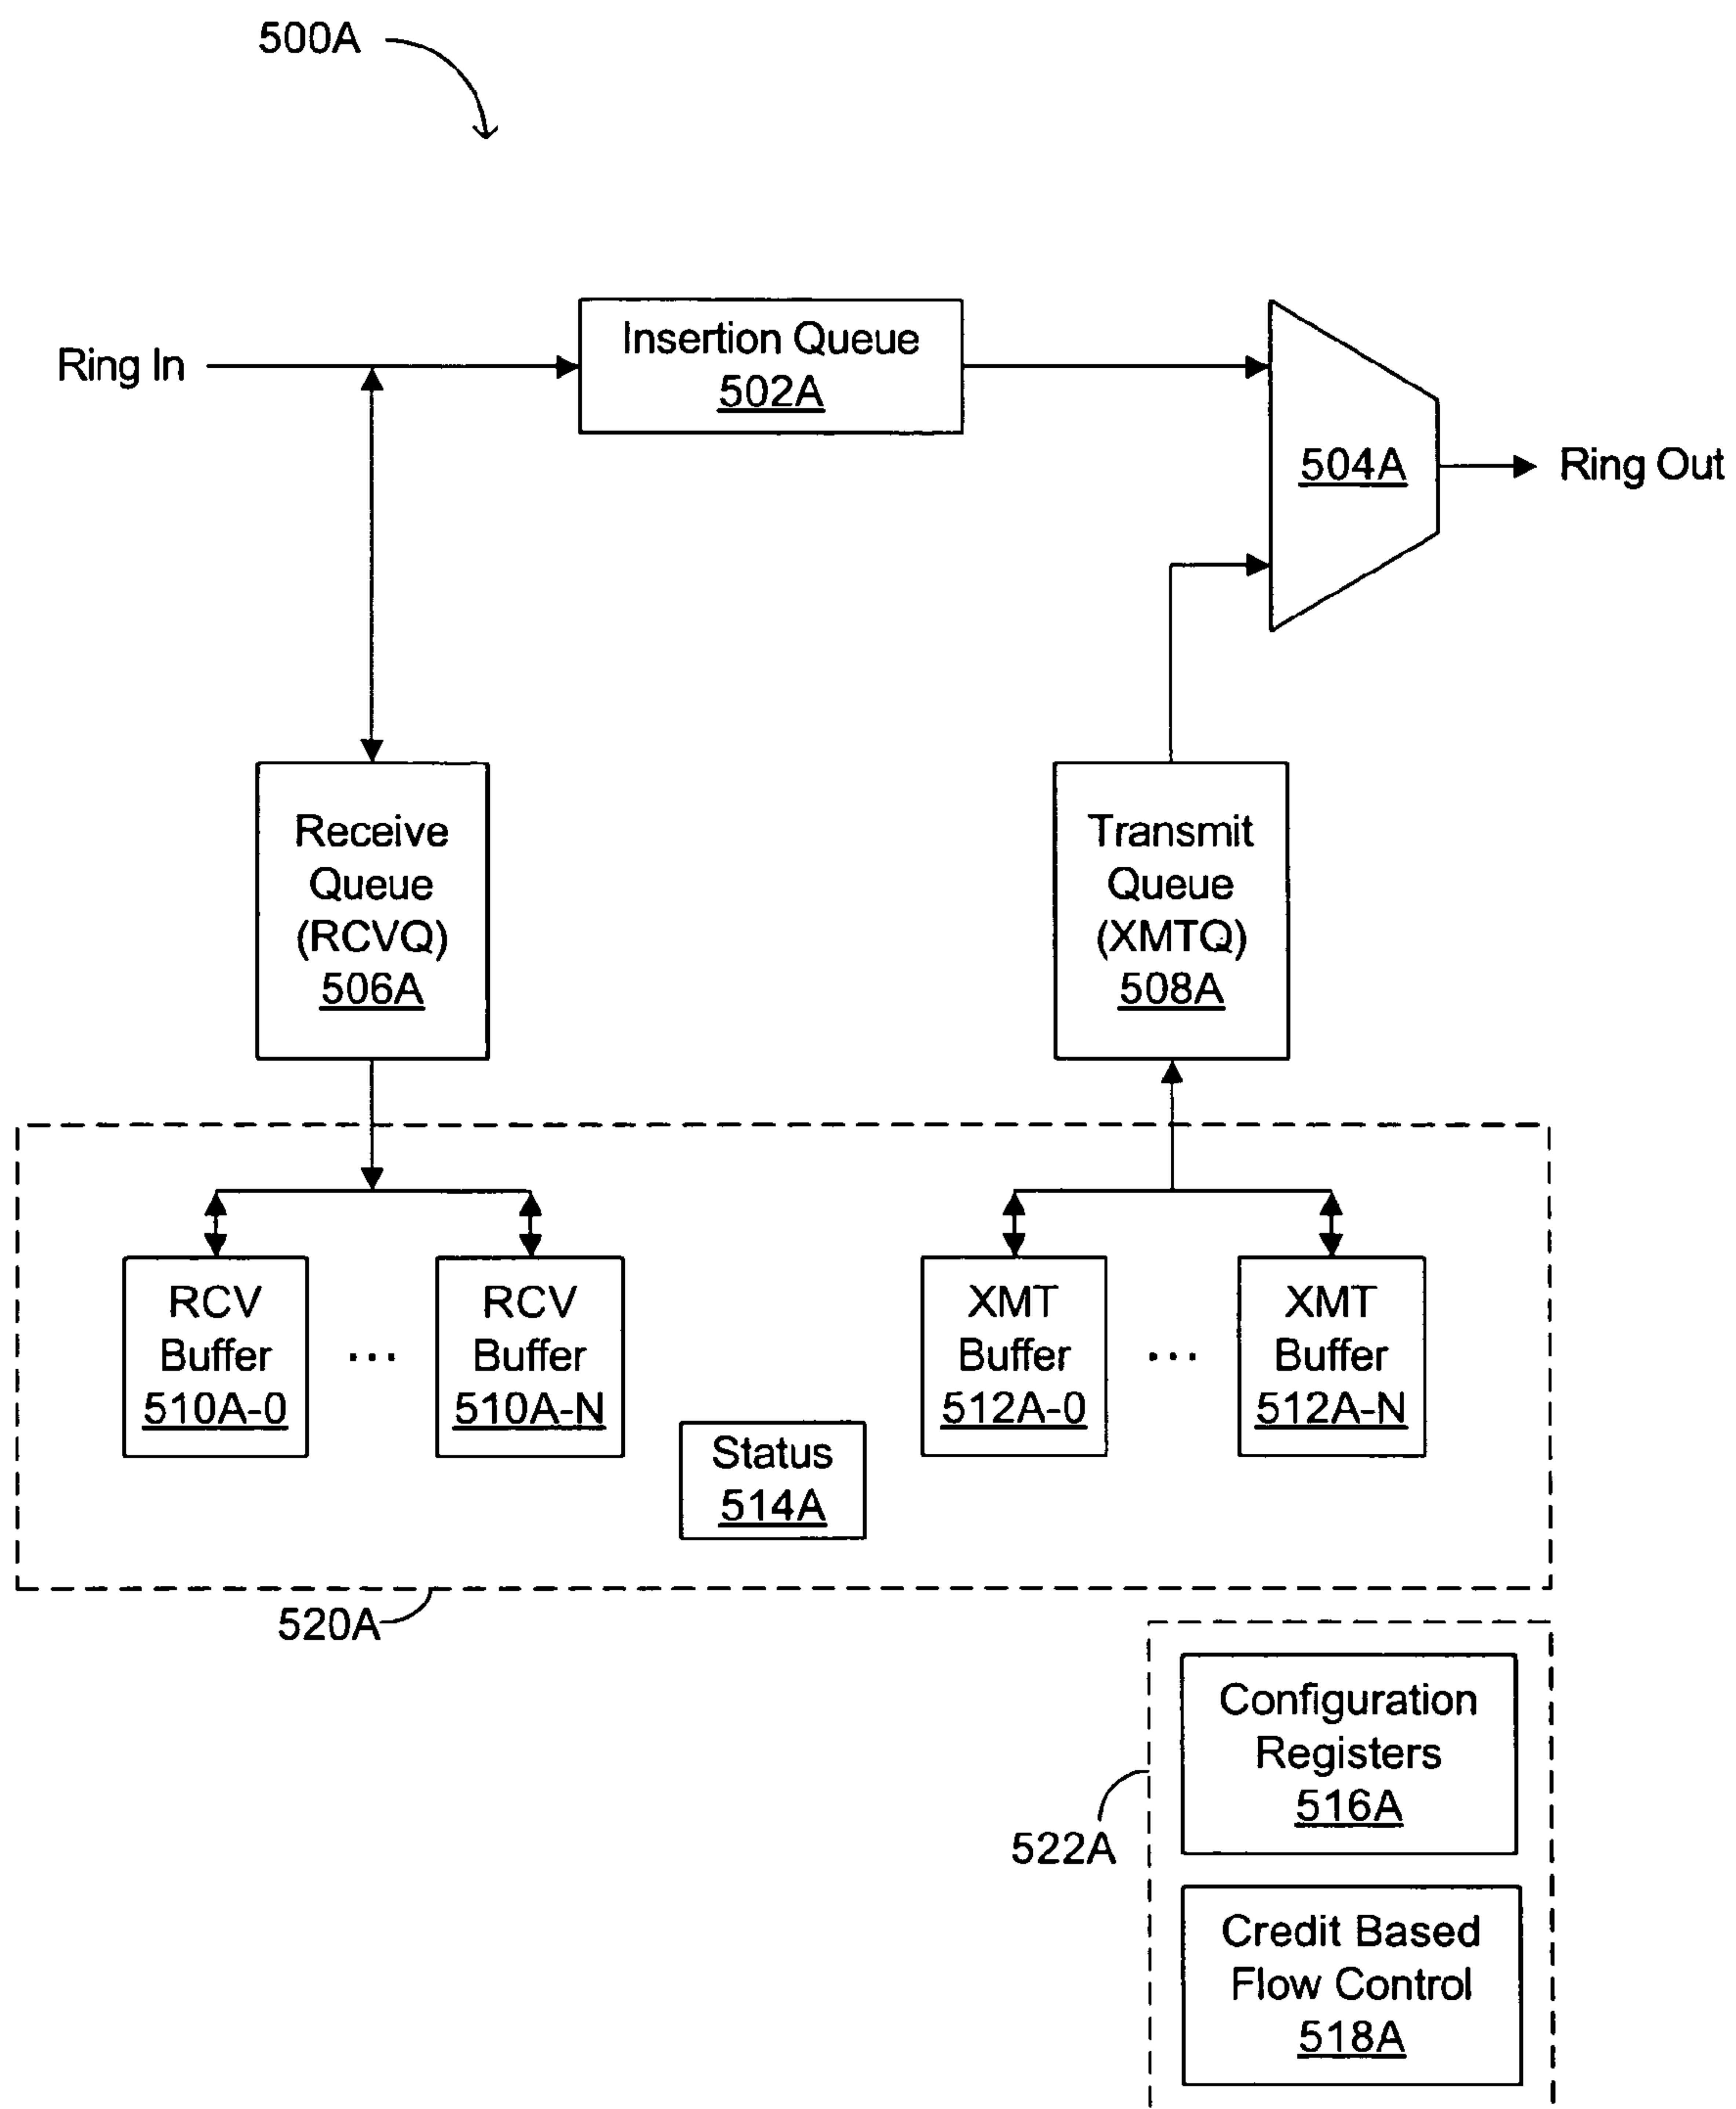 500A
Ring In
Insertion Queue
502A
504A
Ring Out
Receive
Queue
(RCVQ)
506A
Transmit
Queue
(XMTQ)
508A
RCV
Buffer
510A-0
...
RCV
Buffer
510A-N
Status
514A
XMT
Buffer
512A-0
...
XMT
Buffer
512A-N
520A
522A
Configuration
Registers
516A
Credit Based
Flow Control
518A